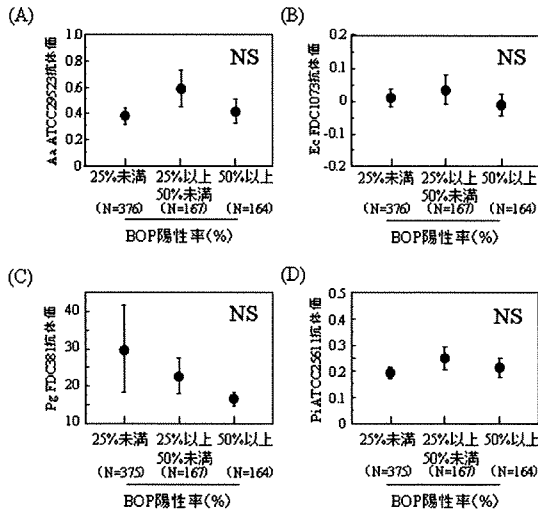 (A)
NS
Aa ATCC29523抗体価
1.0
0.8
0.6
0.4
0.2
0
25%未満 25%以上 50%以上
50%未満
(N=376) (N=167) (N=164)
BOP陽性率(%)
(B)
NS
Ec FDC1073抗体価
0.2
0.1
0
-0.1
-0.2
25%未満 25%以上 50%以上
50%未満
(N=376) (N=167) (N=164)
BOP陽性率(%)
(C)
NS
Pg FDC381抗体価
40
30
20
10
25%未満 25%以上 50%以上
50%未満
(N=375) (N=167) (N=164)
BOP陽性率(%)
(D)
NS
Pi ATCC25611抗体価
0.5
0.4
0.3
0.2
0.1
0
25%未満 25%以上 50%以上
50%未満
(N=375) (N=167) (N=164)
BOP陽性率(%)